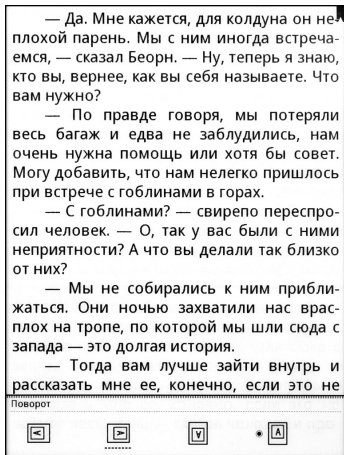 — Да. Мне кажется, для колдуна он не-
плохой парень. Мы с ним иногда встреча-
емся, — сказал Беорн. — Ну, теперь я знаю,
кто вы, вернее, как вы себя называете. Что
вам нужно?
— По правде говоря, мы потеряли
весь багаж и едва не заблудились, нам
очень нужна помощь или хотя бы совет.
Могу добавить, что нам нелегко пришлось
при встрече с гоблинами в горах.
— С гоблинами? — свирепо переспро-
сил человек. — О, так у вас были с ними
неприятности? А что вы делали так близко
от них?
— Мы не собирались к ним прибли-
жаться. Они ночью захватили нас врас-
плох на тропе, по которой мы шли сюда с
запада — это долгая история.
— Тогда вам лучше зайти внутрь и
рассказать мне ее, конечно, если это не
Поворот
A A A A